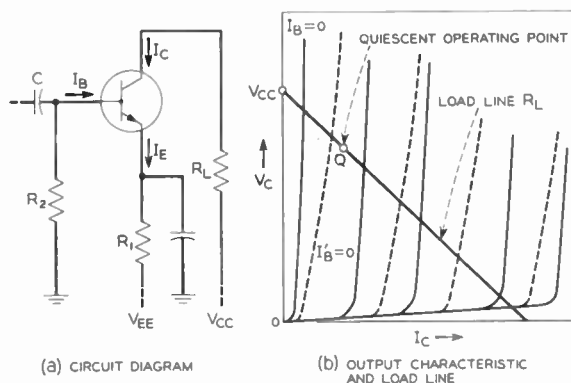 C
I_B
I_C
I_E
R_2
R_1
R_L
V_EE
V_CC
(a) CIRCUIT DIAGRAM
I_B=0
QUIESCENT OPERATING POINT
V_CC
LOAD LINE R_L
V_C
Q
I'_B=0
0
I_C
(b) OUTPUT CHARACTERISTIC
AND LOAD LINE